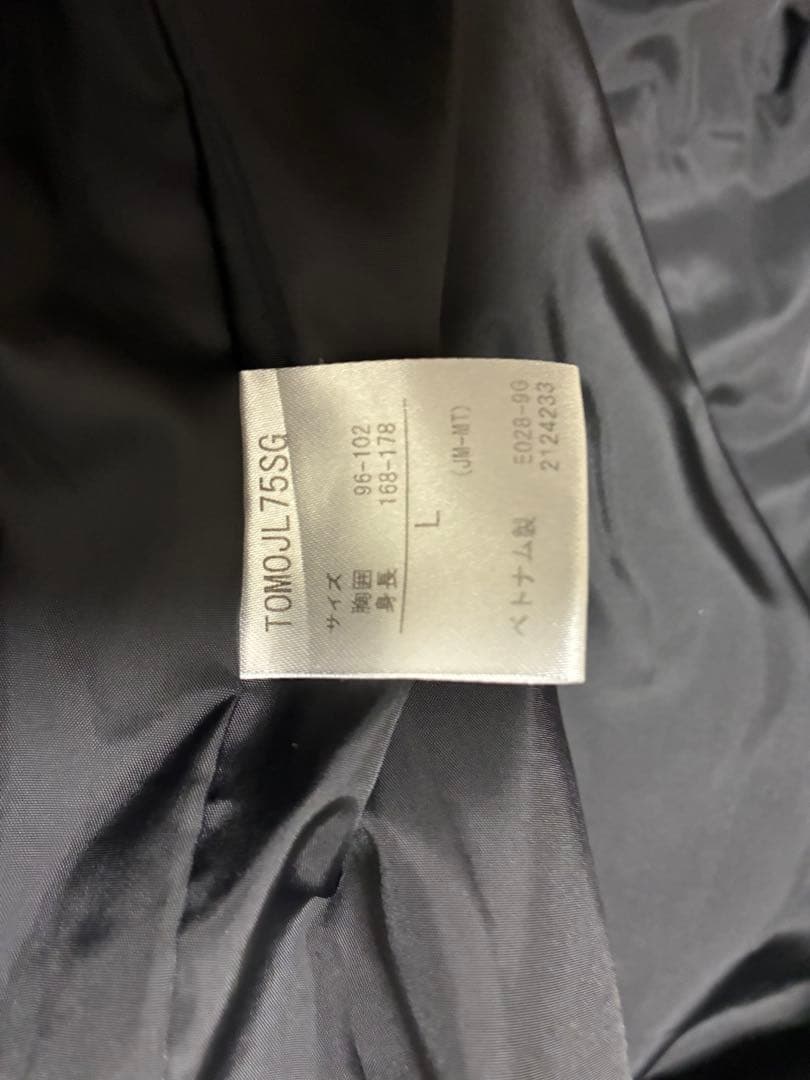 TOMOJL75SG
サイズ
胸囲 96-102
身長 168-178
L
(JM-MT)
ベトナム製 E028-9G
2124233